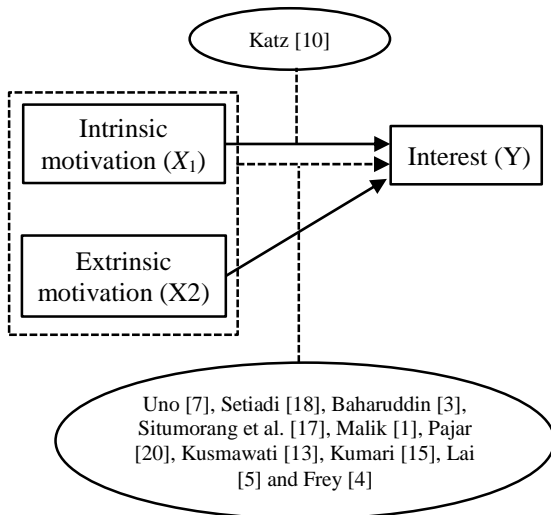 Katz [10]
Intrinsic
motivation (X1)
Interest (Y)
Extrinsic
motivation (X2)
Uno [7], Setiadi [18], Baharuddin [3],
Situmorang et al. [17], Malik [1], Pajar
[20], Kusmawati [13], Kumari [15], Lai
[5] and Frey [4]